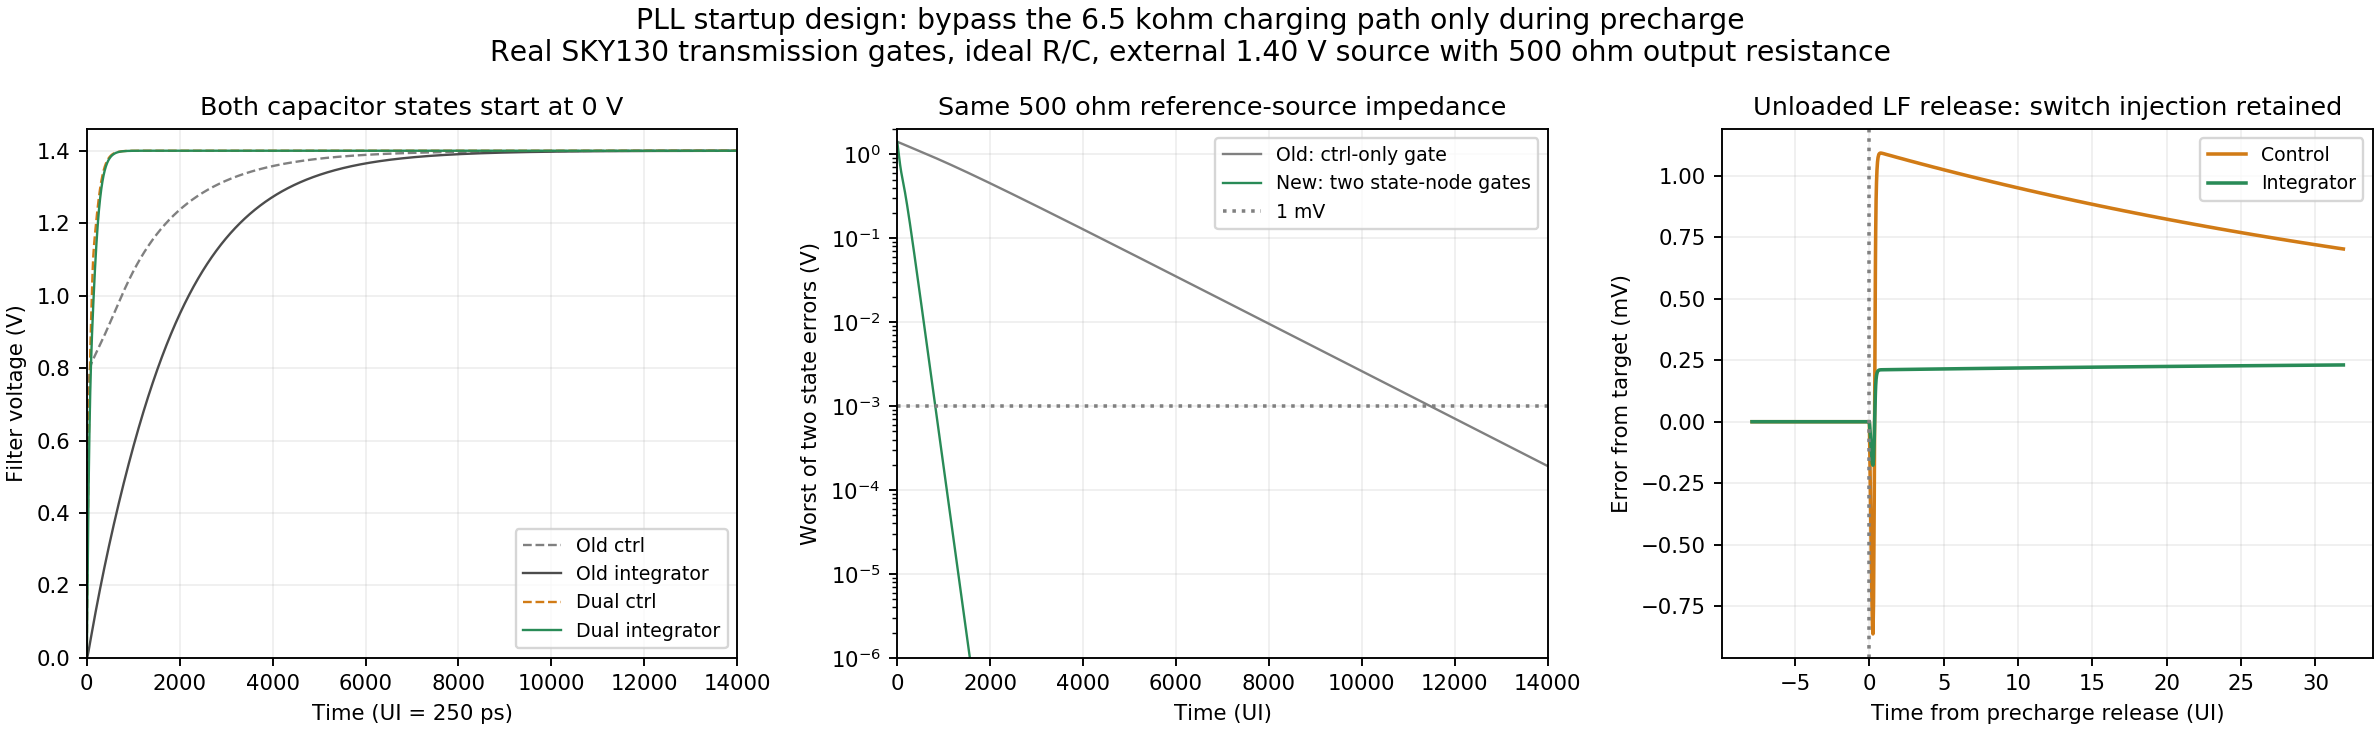 PLL startup design: bypass the 6.5 kohm charging path only during precharge
Real SKY130 transmission gates, ideal R/C, external 1.40 V source with 500 ohm output resistance
Both capacitor states start at 0 V
Filter voltage (V)
1.4
1.2
1.0
0.8
0.6
0.4
0.2
0.0
Old ctrl
Old integrator
Dual ctrl
Dual integrator
0 2000 4000 6000 8000 10000 12000 14000
Time (UI = 250 ps)
Same 500 ohm reference-source impedance
Worst of two state errors (V)
10⁰
10⁻¹
10⁻²
10⁻³
10⁻⁴
10⁻⁵
10⁻⁶
Old: ctrl-only gate
New: two state-node gates
1 mV
0 2000 4000 6000 8000 10000 12000 14000
Time (UI)
Unloaded LF release: switch injection retained
Error from target (mV)
1.00
0.75
0.50
0.25
0.00
−0.25
−0.50
−0.75
Control
Integrator
−5 0 5 10 15 20 25 30
Time from precharge release (UI)